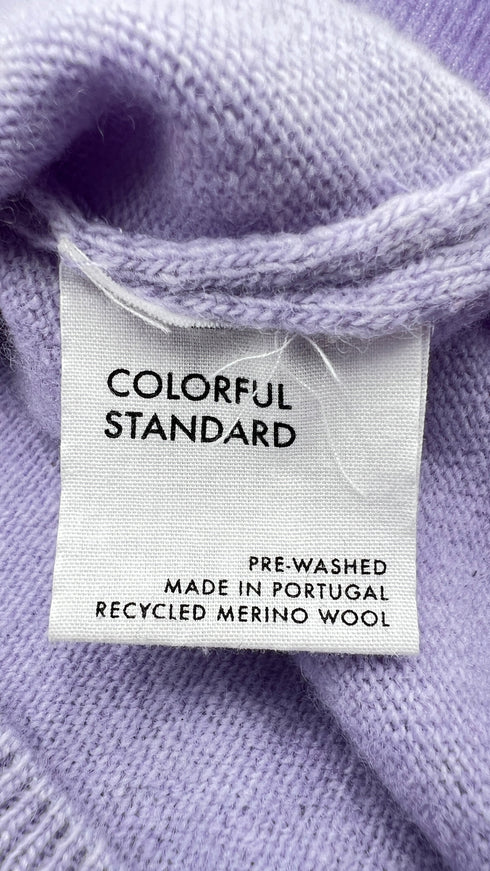 COLORFUL
STANDARD
PRE-WASHED
MADE IN PORTUGAL
RECYCLED MERINO WOOL